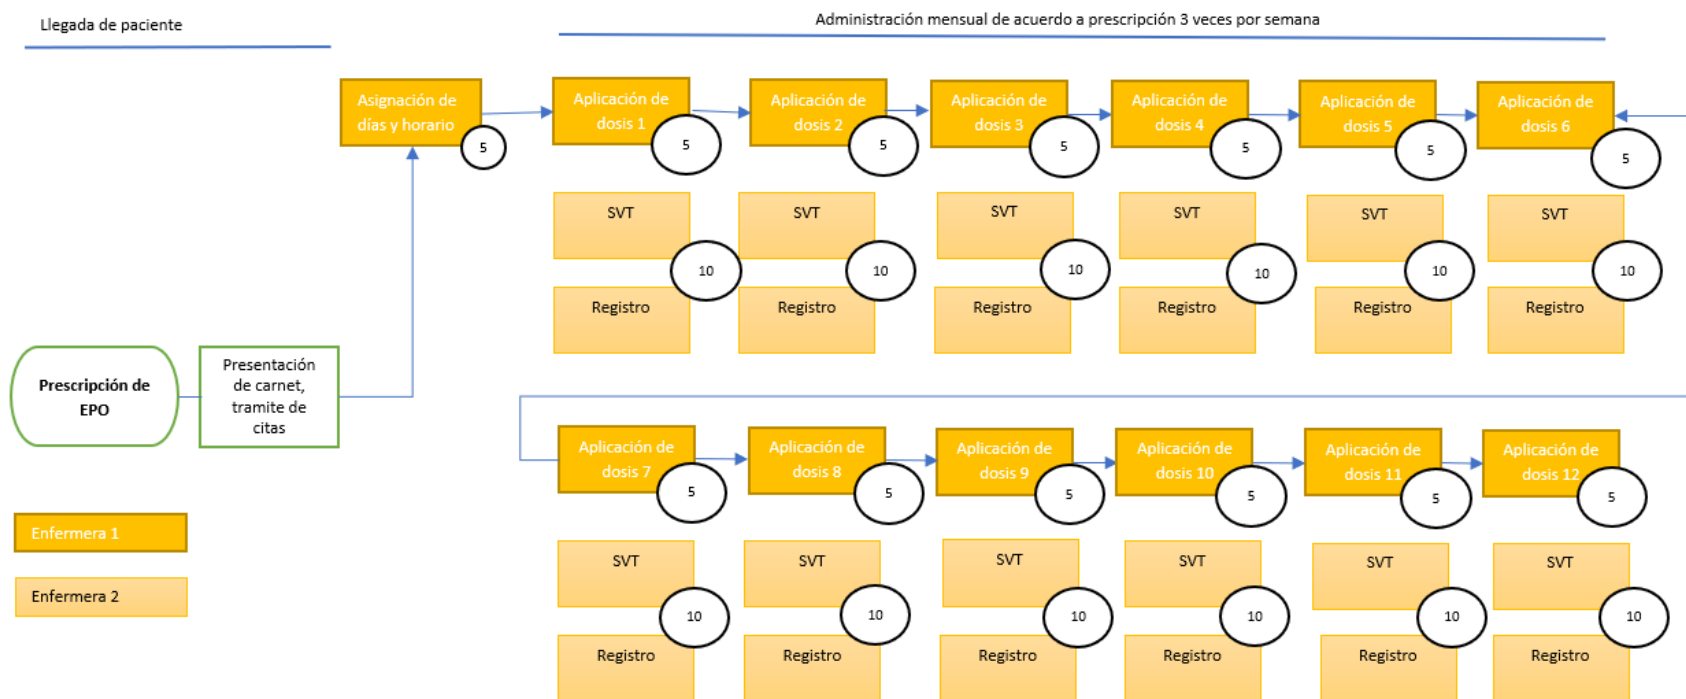 Llegada de paciente
Administración mensual de acuerdo a prescripción 3 veces por semana
Asignación de
días y horario
5
Aplicación de
dosis 1
5
Aplicación de
dosis 2
5
Aplicación de
dosis 3
5
Aplicación de
dosis 4
5
Aplicación de
dosis 5
5
Aplicación de
dosis 6
5
SVT
SVT
SVT
SVT
SVT
SVT
10
10
10
10
10
10
Registro
Registro
Registro
Registro
Registro
Registro
Prescripción de
EPO
Presentación
de carnet,
tramite de
citas
Aplicación de
dosis 7
5
Aplicación de
dosis 8
5
Aplicación de
dosis 9
5
Aplicación de
dosis 10
5
Aplicación de
dosis 11
5
Aplicación de
dosis 12
5
Enfermera 1
Enfermera 2
SVT
SVT
SVT
SVT
SVT
SVT
10
10
10
10
10
10
Registro
Registro
Registro
Registro
Registro
Registro